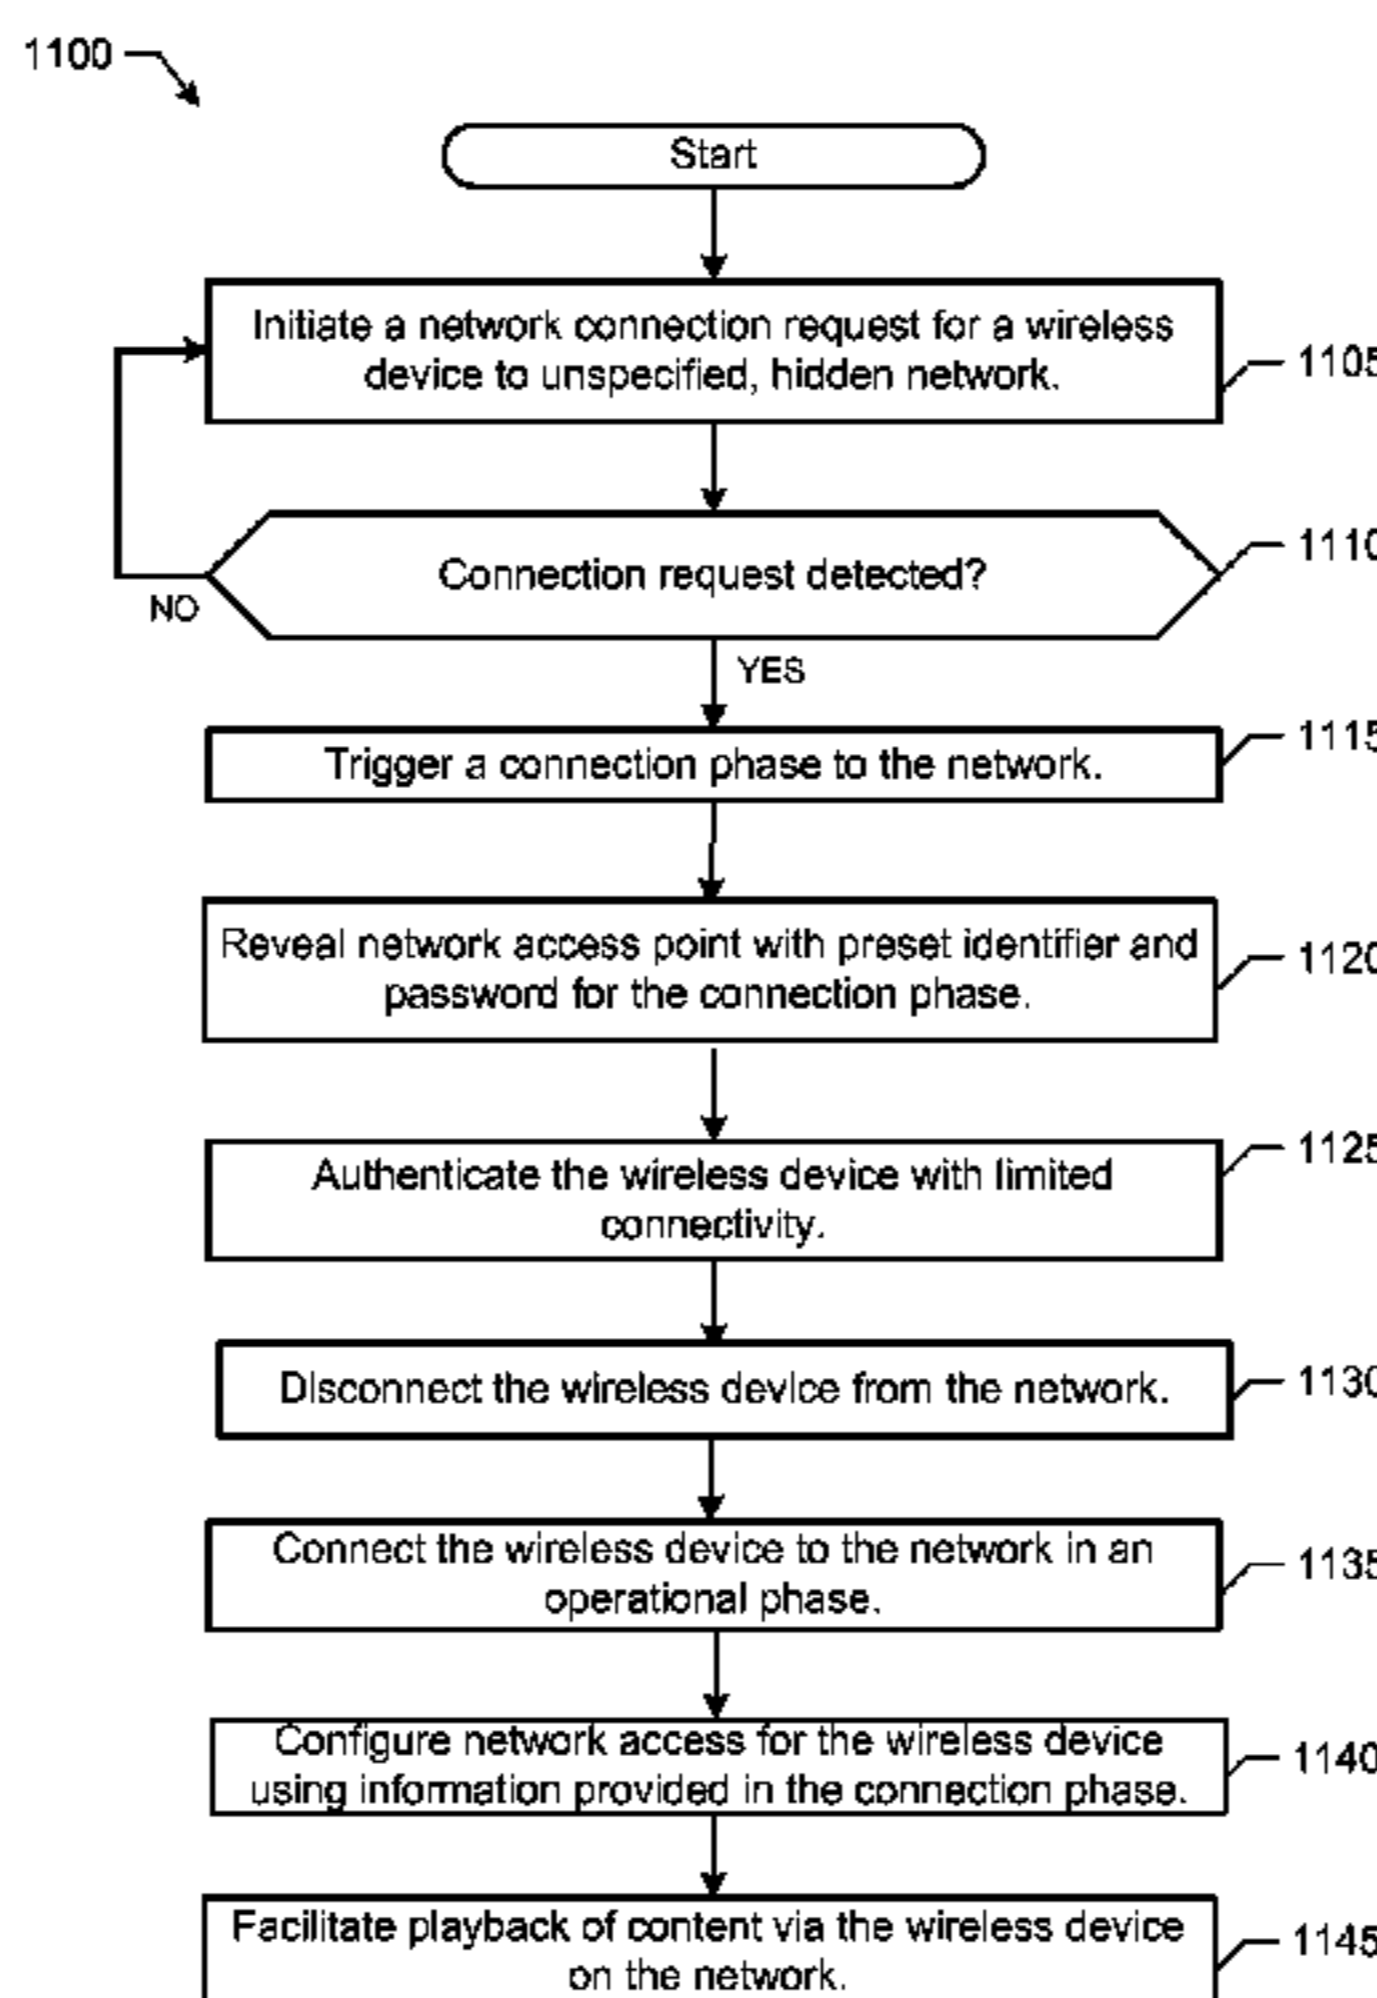 1100
Start
Initiate a network connection request for a wireless
device to unspecified, hidden network.
1105
Connection request detected?
1110
NO
YES
Trigger a connection phase to the network.
1115
Reveal network access point with preset identifier and
password for the connection phase.
1120
Authenticate the wireless device with limited
connectivity.
1125
Disconnect the wireless device from the network.
1130
Connect the wireless device to the network in an
operational phase.
1135
Configure network access for the wireless device
using information provided in the connection phase.
1140
Facilitate playback of content via the wireless device
on the network.
1145